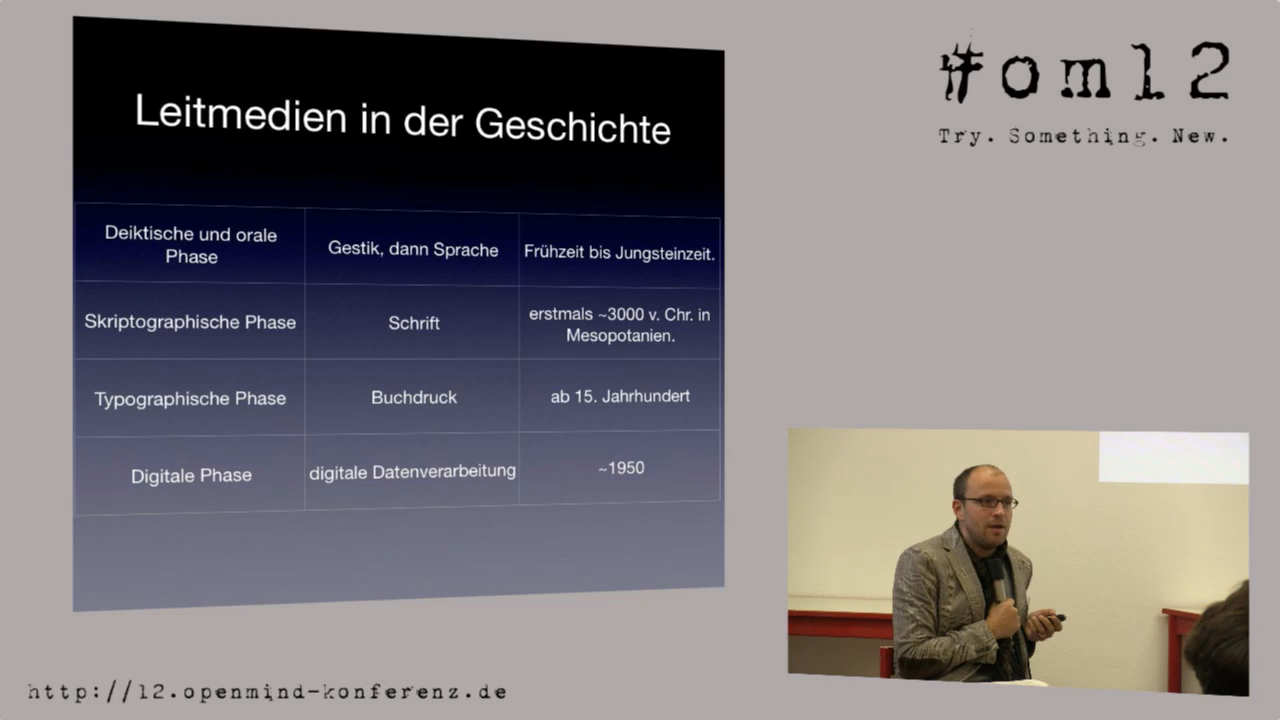 #om12
Try. Something. New.
Leitmedien in der Geschichte
Deiktische und orale
Phase
Gestik, dann Sprache
Frühzeit bis Jungsteinzeit.
Skriptographische Phase
Schrift
erstmals ~3000 v. Chr. in
Mesopotanien.
Typographische Phase
Buchdruck
ab 15. Jahrhundert
Digitale Phase
digitale Datenverarbeitung
~1950
http://12.openmind-konferenz.de